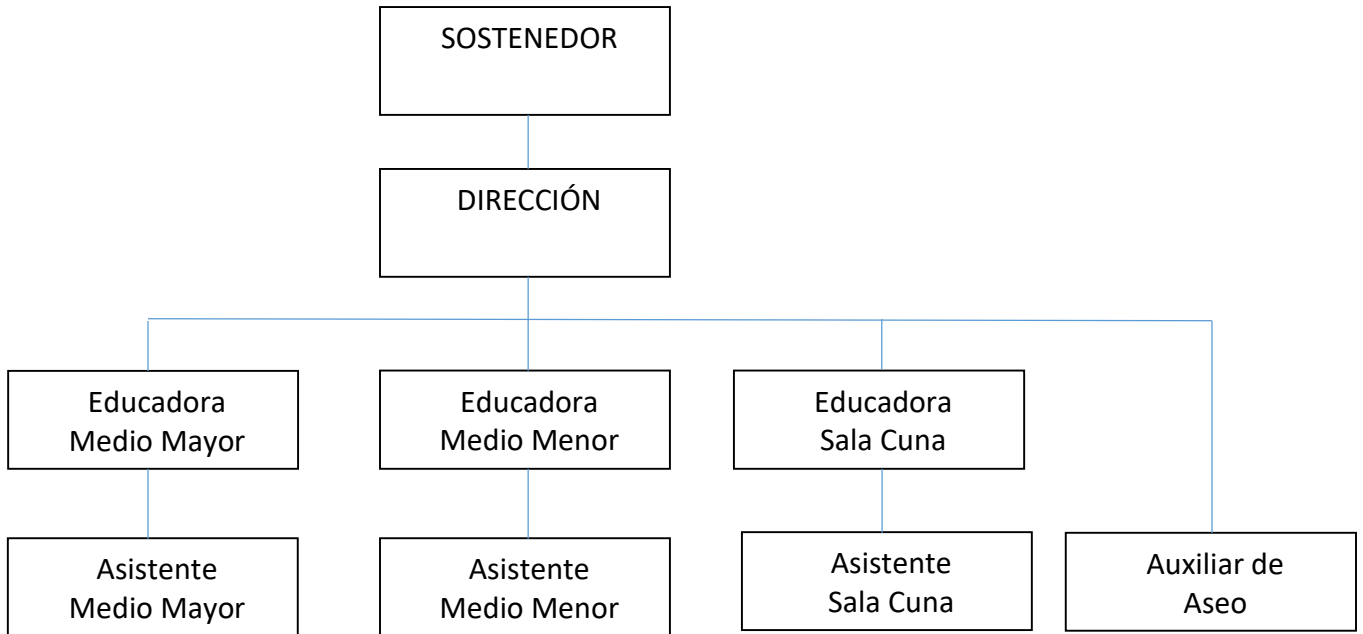 SOSTENEDOR
DIRECCIÓN
Educadora
Medio Mayor
Educadora
Medio Menor
Educadora
Sala Cuna
Asistente
Medio Mayor
Asistente
Medio Menor
Asistente
Sala Cuna
Auxiliar de
Aseo